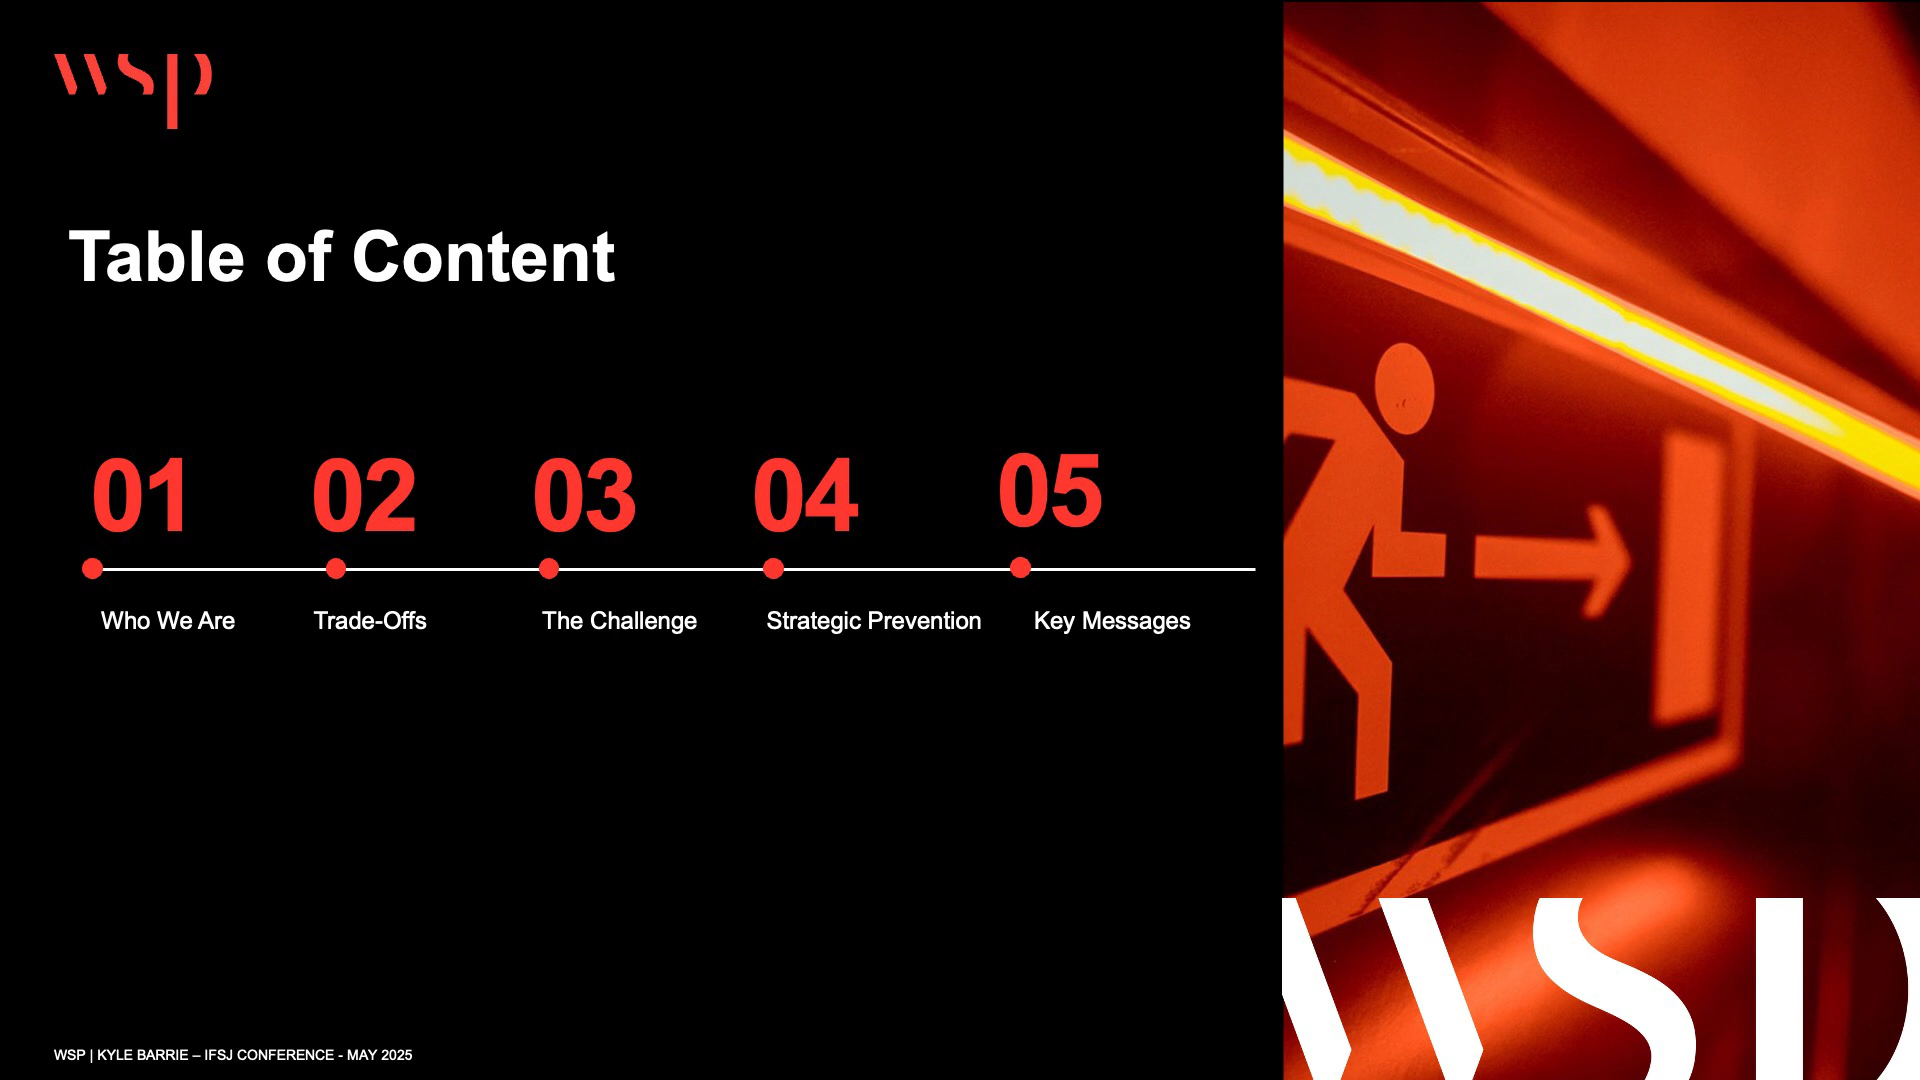 wsp
Table of Content
01 02 03 04 05
Who We Are Trade-Offs The Challenge Strategic Prevention Key Messages
WSP | KYLE BARRIE – IFSJ CONFERENCE - MAY 2025
wsp